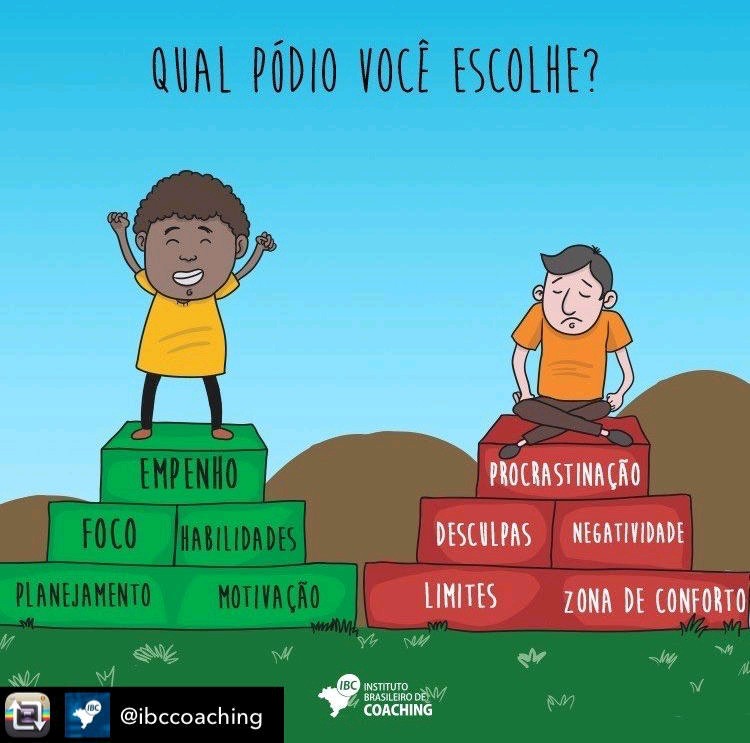 QUAL PÓDIO VOCÊ ESCOLHE?
EMPENHO
FOCO HABILIDADES
PLANEJAMENTO MOTIVAÇÃO
PROCRASTINAÇÃO
DESCULPAS NEGATIVIDADE
LIMITES ZONA DE CONFORTO
IBC INSTITUTO
BRASILEIRO DE
COACHING
IBC
@ibccoaching